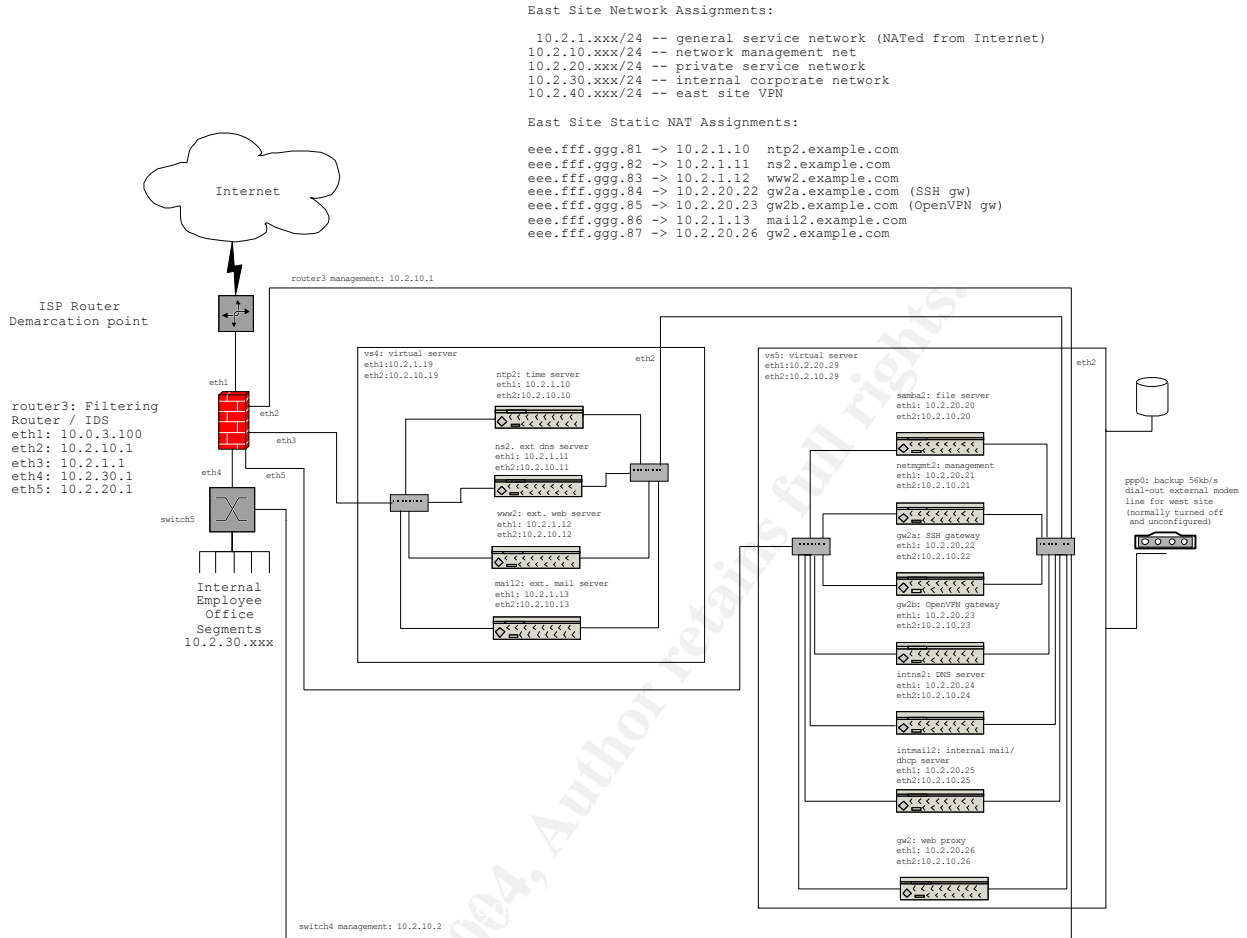 East Site Network Assignments:
10.2.1.xxx/24 -- general service network (NATed from Internet)
10.2.10.xxx/24 -- network management net
10.2.20.xxx/24 -- private service network
10.2.30.xxx/24 -- internal corporate network
10.2.40.xxx/24 -- east site VPN
East Site Static NAT Assignments:
eee.fff.ggg.81 -> 10.2.1.10 ntp2.example.com
eee.fff.ggg.82 -> 10.2.1.11 ns2.example.com
eee.fff.ggg.83 -> 10.2.1.12 www2.example.com
eee.fff.ggg.84 -> 10.2.20.22 gw2a.example.com (SSH gw)
eee.fff.ggg.85 -> 10.2.20.23 gw2b.example.com (OpenVPN gw)
eee.fff.ggg.86 -> 10.2.1.13 mail2.example.com
eee.fff.ggg.87 -> 10.2.20.26 gw2.example.com
Internet
router3 management: 10.2.10.1
ISP Router
Demarcation point
eth1
router3: Filtering
Router / IDS
eth1: 10.0.3.100
eth2: 10.2.10.1
eth3: 10.2.1.1
eth4: 10.2.30.1
eth5: 10.2.20.1
eth2
eth3
eth4
eth5
switch5
Internal
Employee
Office
Segments
10.2.30.xxx
vs4: virtual server
eth1:10.2.1.19
eth2:10.2.10.19
eth2
ntp2: time server
eth1: 10.2.1.10
eth2:10.2.10.10
ns2. ext dns server
eth1: 10.2.1.11
eth2:10.2.10.11
www2: ext. web server
eth1: 10.2.1.12
eth2:10.2.10.12
mail2: ext. mail server
eth1: 10.2.1.13
eth2:10.2.10.13
vs5: virtual server
eth1:10.2.20.29
eth2:10.2.10.29
eth2
samba2: file server
eth1: 10.2.20.20
eth2:10.2.10.20
netmgmt2: management
eth1: 10.2.20.21
eth2:10.2.10.21
gw2a: SSH gateway
eth1: 10.2.20.22
eth2:10.2.10.22
gw2b: OpenVPN gateway
eth1: 10.2.20.23
eth2:10.2.10.23
intns2: DNS server
eth1: 10.2.20.24
eth2:10.2.10.24
intmail2: internal mail/
dhcp server
eth1: 10.2.20.25
eth2:10.2.10.25
gw2: web proxy
eth1: 10.2.20.26
eth2:10.2.10.26
ppp0: backup 56kb/s
dial-out external modem
line for west site
(normally turned off
and unconfigured)
switch4 management: 10.2.10.2
004, Author retains full rights.